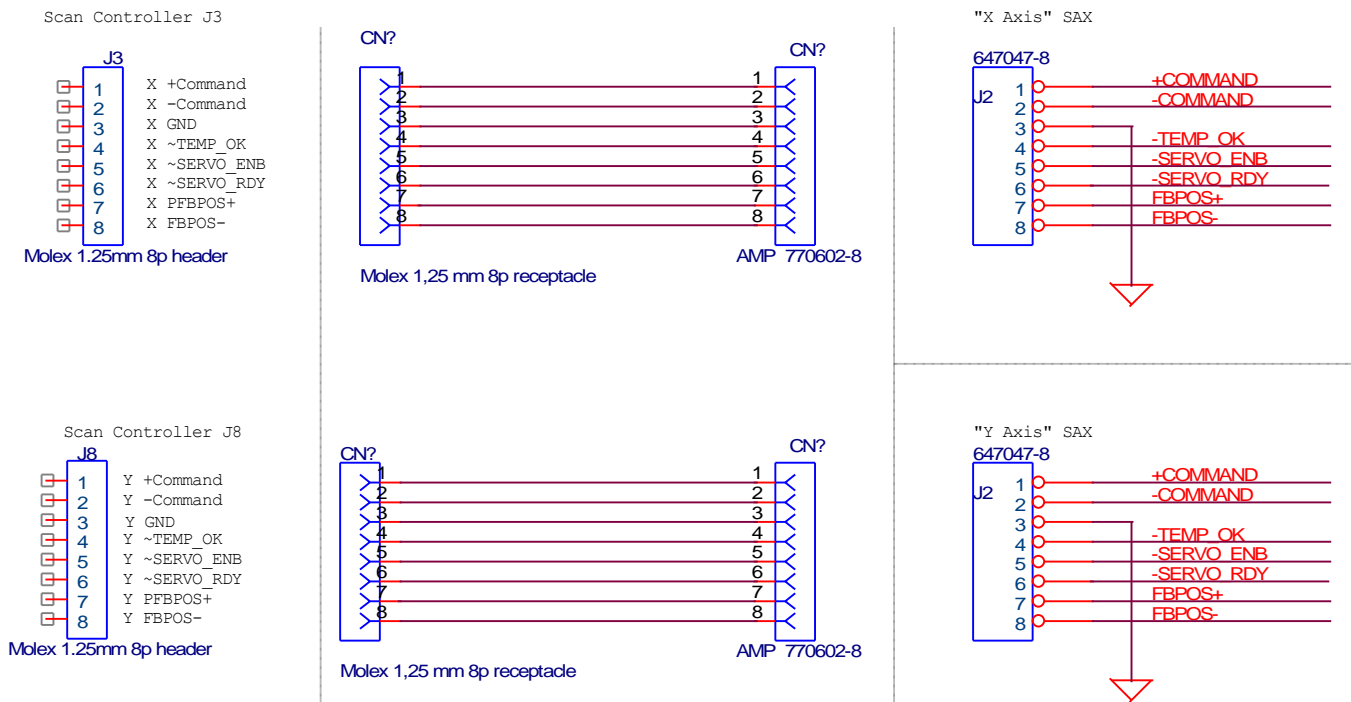 Scan Controller J3
J3
1 X +Command
2 X -Command
3 X GND
4 X ~TEMP_OK
5 X ~SERVO_ENB
6 X ~SERVO_RDY
7 X PFBPOS+
8 X FBPOS-
Molex 1.25mm 8p header
CN?
1
2
3
4
5
6
7
8
Molex 1,25 mm 8p receptacle
CN?
1
2
3
4
5
6
7
8
AMP 770602-8
"X Axis" SAX
647047-8
J2
1 +COMMAND
2 -COMMAND
3
4 -TEMP_OK
5 -SERVO_ENB
6 -SERVO_RDY
7 FBPOS+
8 FBPOS-
Scan Controller J8
J8
1 Y +Command
2 Y -Command
3 Y GND
4 Y ~TEMP_OK
5 Y ~SERVO_ENB
6 Y ~SERVO_RDY
7 Y PFBPOS+
8 Y FBPOS-
Molex 1.25mm 8p header
CN?
1
2
3
4
5
6
7
8
Molex 1,25 mm 8p receptacle
CN?
1
2
3
4
5
6
7
8
AMP 770602-8
"Y Axis" SAX
647047-8
J2
1 +COMMAND
2 -COMMAND
3
4 -TEMP_OK
5 -SERVO_ENB
6 -SERVO_RDY
7 FBPOS+
8 FBPOS-